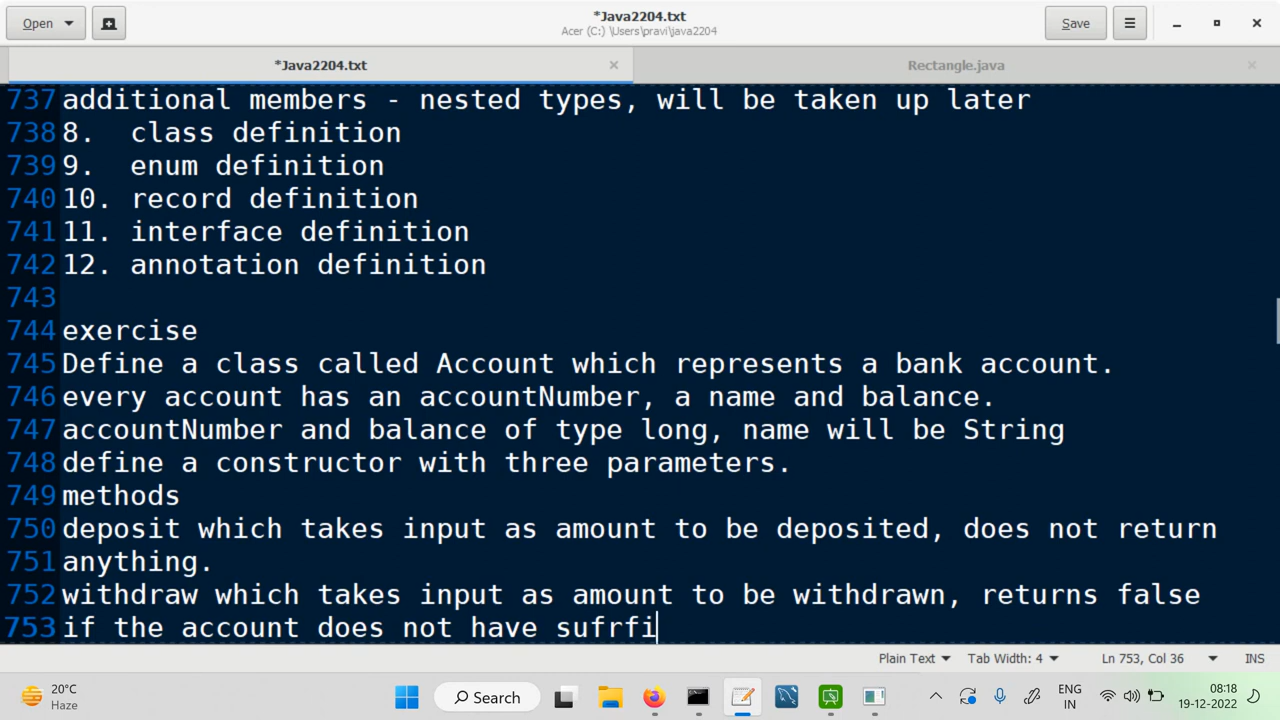 Open
*Java2204.txt
Acer (C:) \Users\pravi\java2204
Save
*Java2204.txt
Rectangle.java
737 additional members - nested types, will be taken up later
738 8.  class definition
739 9.  enum definition
740 10. record definition
741 11. interface definition
742 12. annotation definition
743
744 exercise
745 Define a class called Account which represents a bank account.
746 every account has an accountNumber, a name and balance.
747 accountNumber and balance of type long, name will be String
748 define a constructor with three parameters.
749 methods
750 deposit which takes input as amount to be deposited, does not return
751 anything.
752 withdraw which takes input as amount to be withdrawn, returns false
753 if the account does not have sufrfi
Plain Text Tab Width: 4 Ln 753, Col 36 INS
20°C
Haze
Search
ENG
IN
08:18
19-12-2022